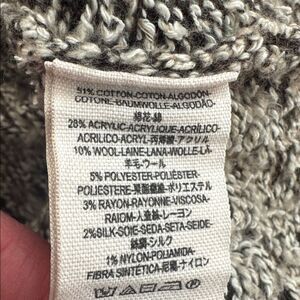 51% COTTON-COTON-ALGODÓN-
COTONE-BAUMWOLLE-ALGODÃO-
棉花-綿
28% ACRYLIC-ACRYLIQUE-ACRÍLICO-
ACRILICO-ACRYL-丙烯酸-アクリル
10% WOOL-LAINE-LANA-WOLLE-LÃ-
羊毛-ウール
5% POLYESTER-POLIÉSTER-
POLIESTERE-聚酯纖維-ポリエステル
3% RAYON-RAYONNE-VISCOSA-
RAIOM-人造絲-レーヨン
2%SILK-SOIE-SEDA-SETA-SEIDE-
絲綢-シルク
1% NYLON-POLIAMIDA-
FIBRA SINTÉTICA-尼龍-ナイロン